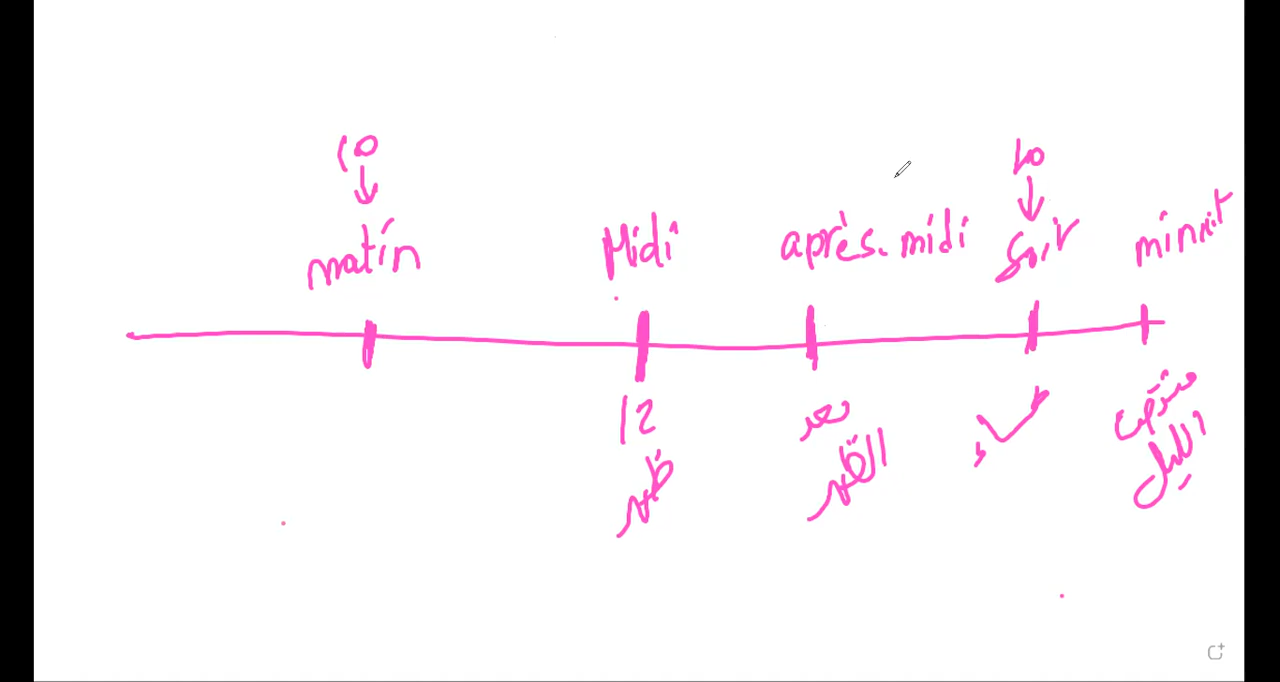 10
10
matin
Midi
après-midi
Soir
minuit
12
ظهر
بعد
الظهر
مساء
منتصف
الليل